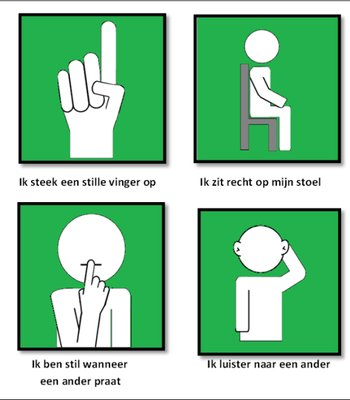 Ik steek een stille vinger op
Ik zit recht op mijn stoel
Ik ben stil wanneer
een ander praat
Ik luister naar een ander